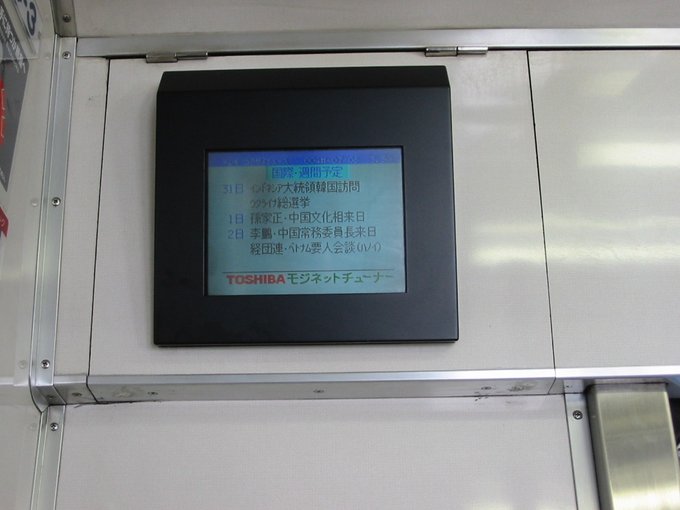 国際・週間予定
31日 インドネシア大統領韓国訪問
ウクライナ総選挙
1日 孫家正・中国文化相来日
2日 李鵬・中国常務委員長来日
経団連・ベトナム要人会談(ハノイ)
TOSHIBA モジネットチューナー